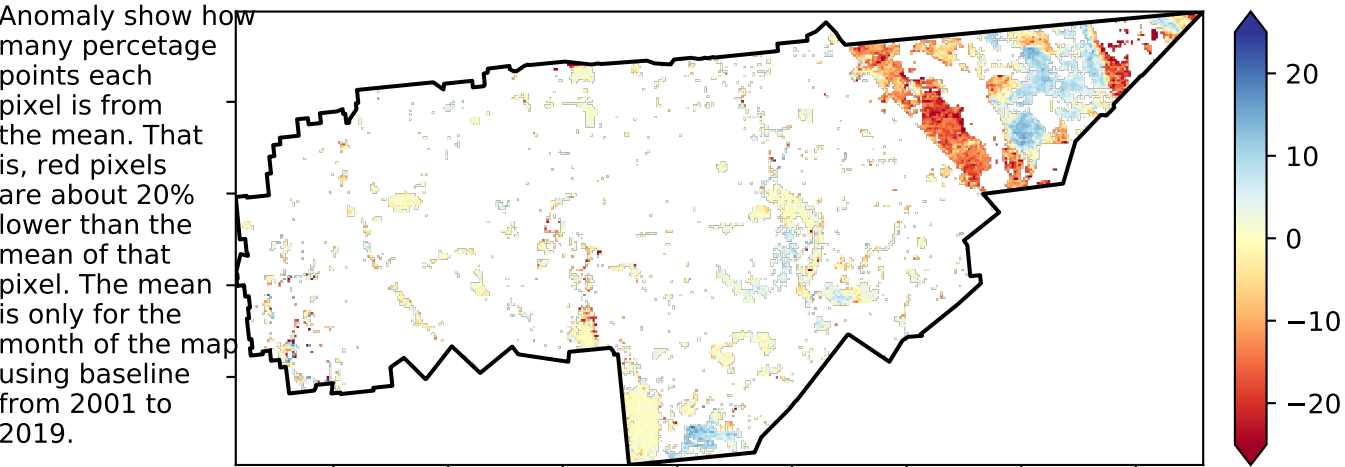 Anomaly show how
many percetage
points each
pixel is from
the mean. That
is, red pixels
are about 20%
lower than the
mean of that
pixel. The mean
is only for the
month of the map
using baseline
from 2001 to
2019.
20
10
0
−10
−20